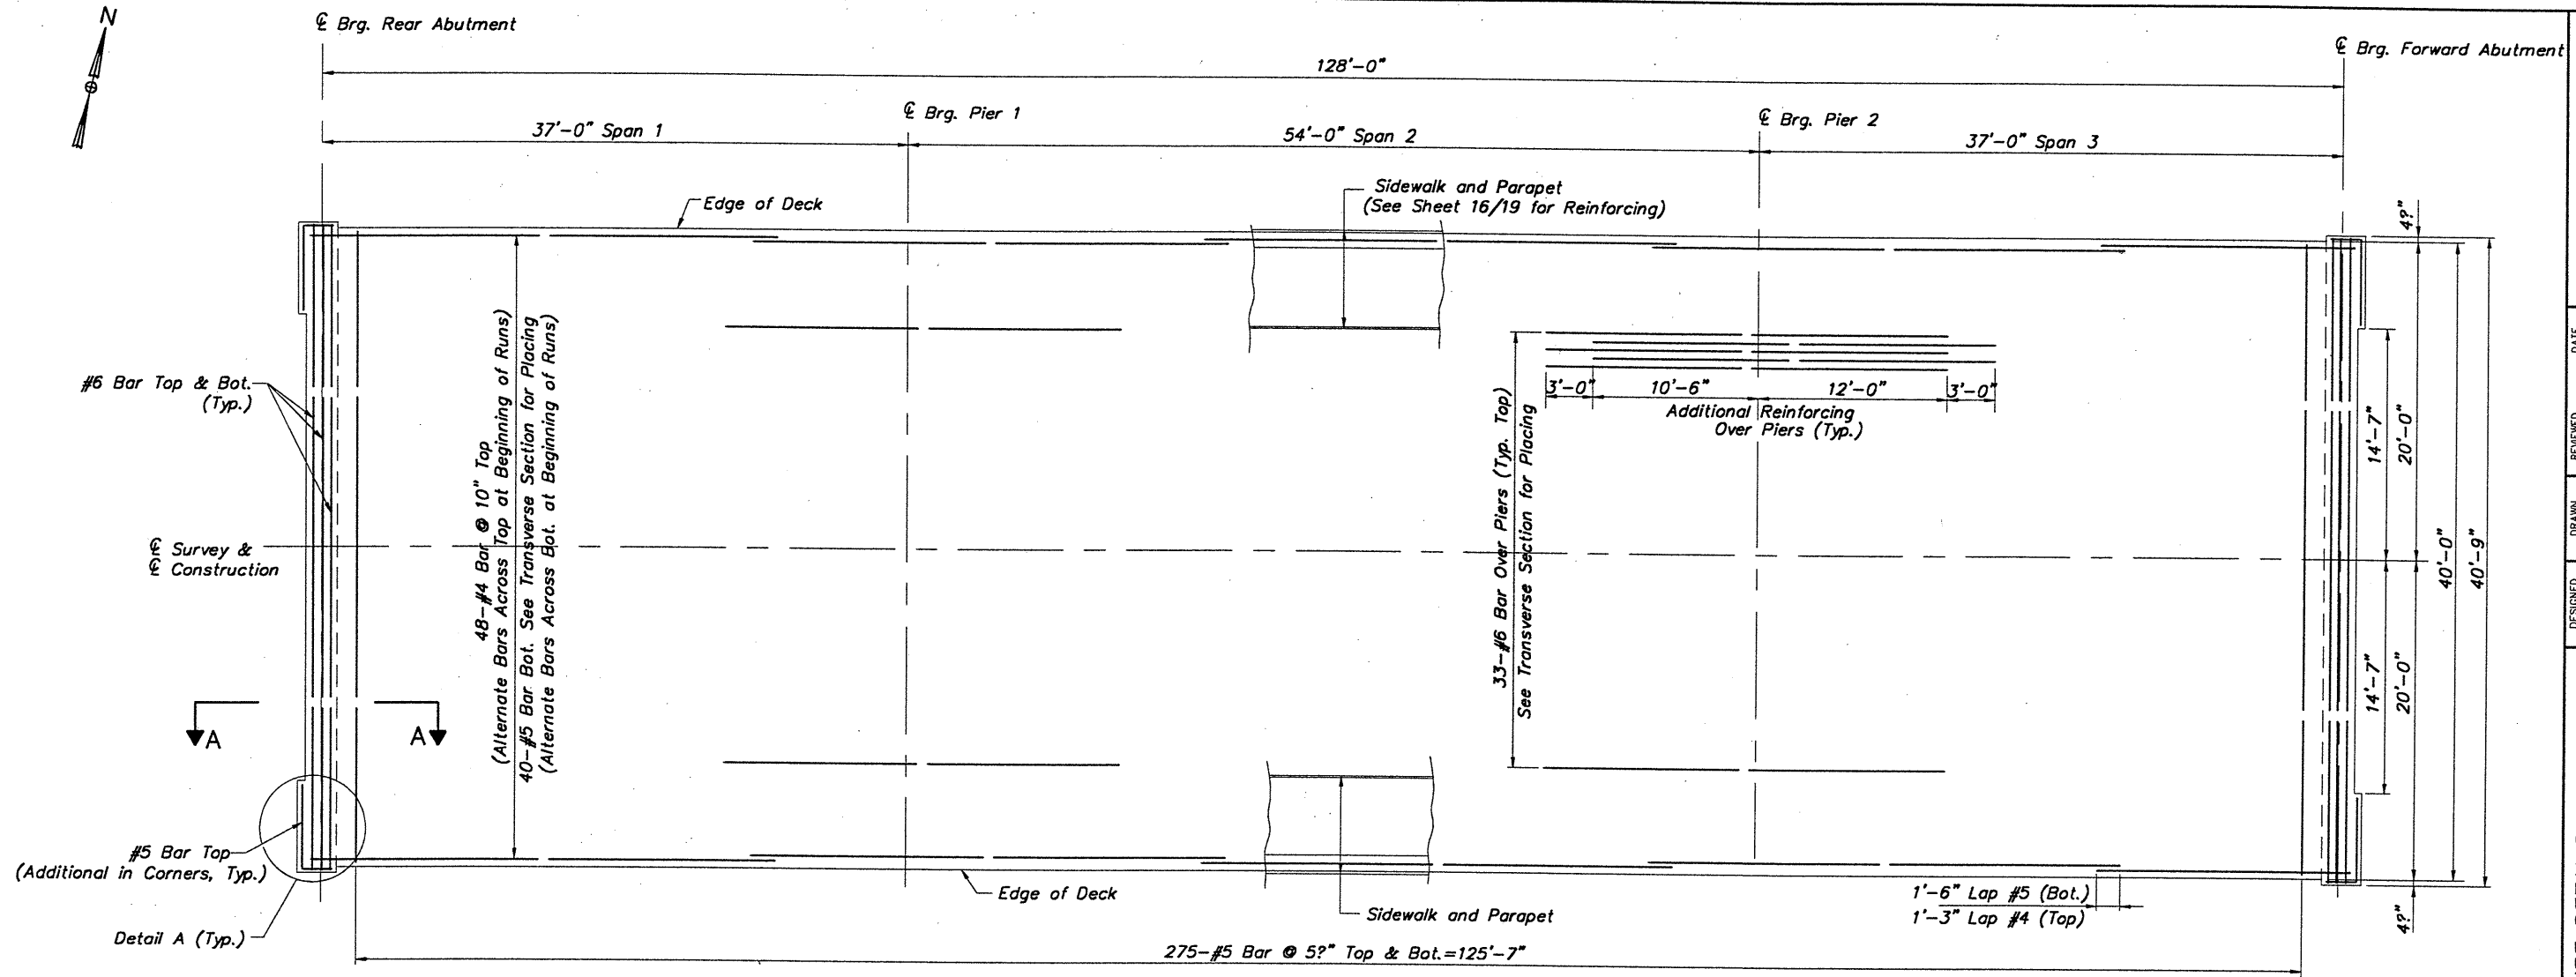 N
℄ Brg. Rear Abutment
℄ Brg. Forward Abutment
128'-0"
℄ Brg. Pier 1
℄ Brg. Pier 2
37'-0" Span 1
54'-0" Span 2
37'-0" Span 3
Edge of Deck
Sidewalk and Parapet
(See Sheet 16/19 for Reinforcing)
4?"
#6 Bar Top & Bot.
(Typ.)
48-#4 Bar @ 10" Top
(Alternate Bars Across Top at Beginning of Runs)
40-#5 Bar Bot. See Transverse Section for Placing
(Alternate Bars Across Bot. at Beginning of Runs)
33-#6 Bar Over Piers (Typ. Top)
See Transverse Section for Placing
3'-0"
10'-6"
12'-0"
3'-0"
Additional Reinforcing
Over Piers (Typ.)
14'-7"
20'-0"
40'-0"
40'-9"
14'-7"
20'-0"
℄ Survey &
℄ Construction
A
A
#5 Bar Top
(Additional in Corners, Typ.)
Detail A (Typ.)
Edge of Deck
Sidewalk and Parapet
1'-6" Lap #5 (Bot.)
1'-3" Lap #4 (Top)
4?"
275-#5 Bar @ 5?" Top & Bot.=125'-7"
DATE
REVIEWED
DRAWN
DESIGNED